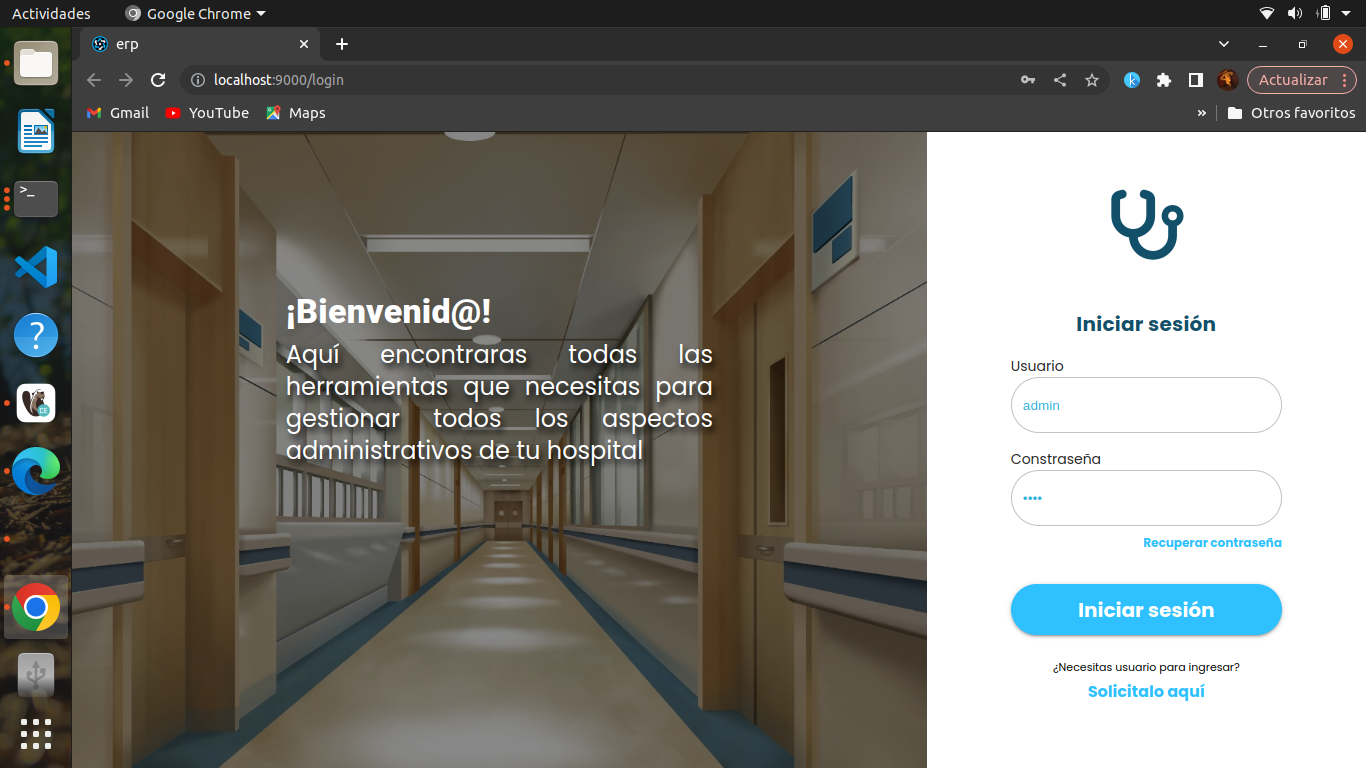 Actividades
Google Chrome
erp
localhost:9000/login
Actualizar
Gmail
YouTube
Maps
»
Otros favoritos
¡Bienvenid@!
Aquí encontraras todas las
herramientas que necesitas para
gestionar todos los aspectos
administrativos de tu hospital
Iniciar sesión
Usuario
admin
Constraseña
••••
Recuperar contraseña
Iniciar sesión
¿Necesitas usuario para ingresar?
Solicitalo aquí